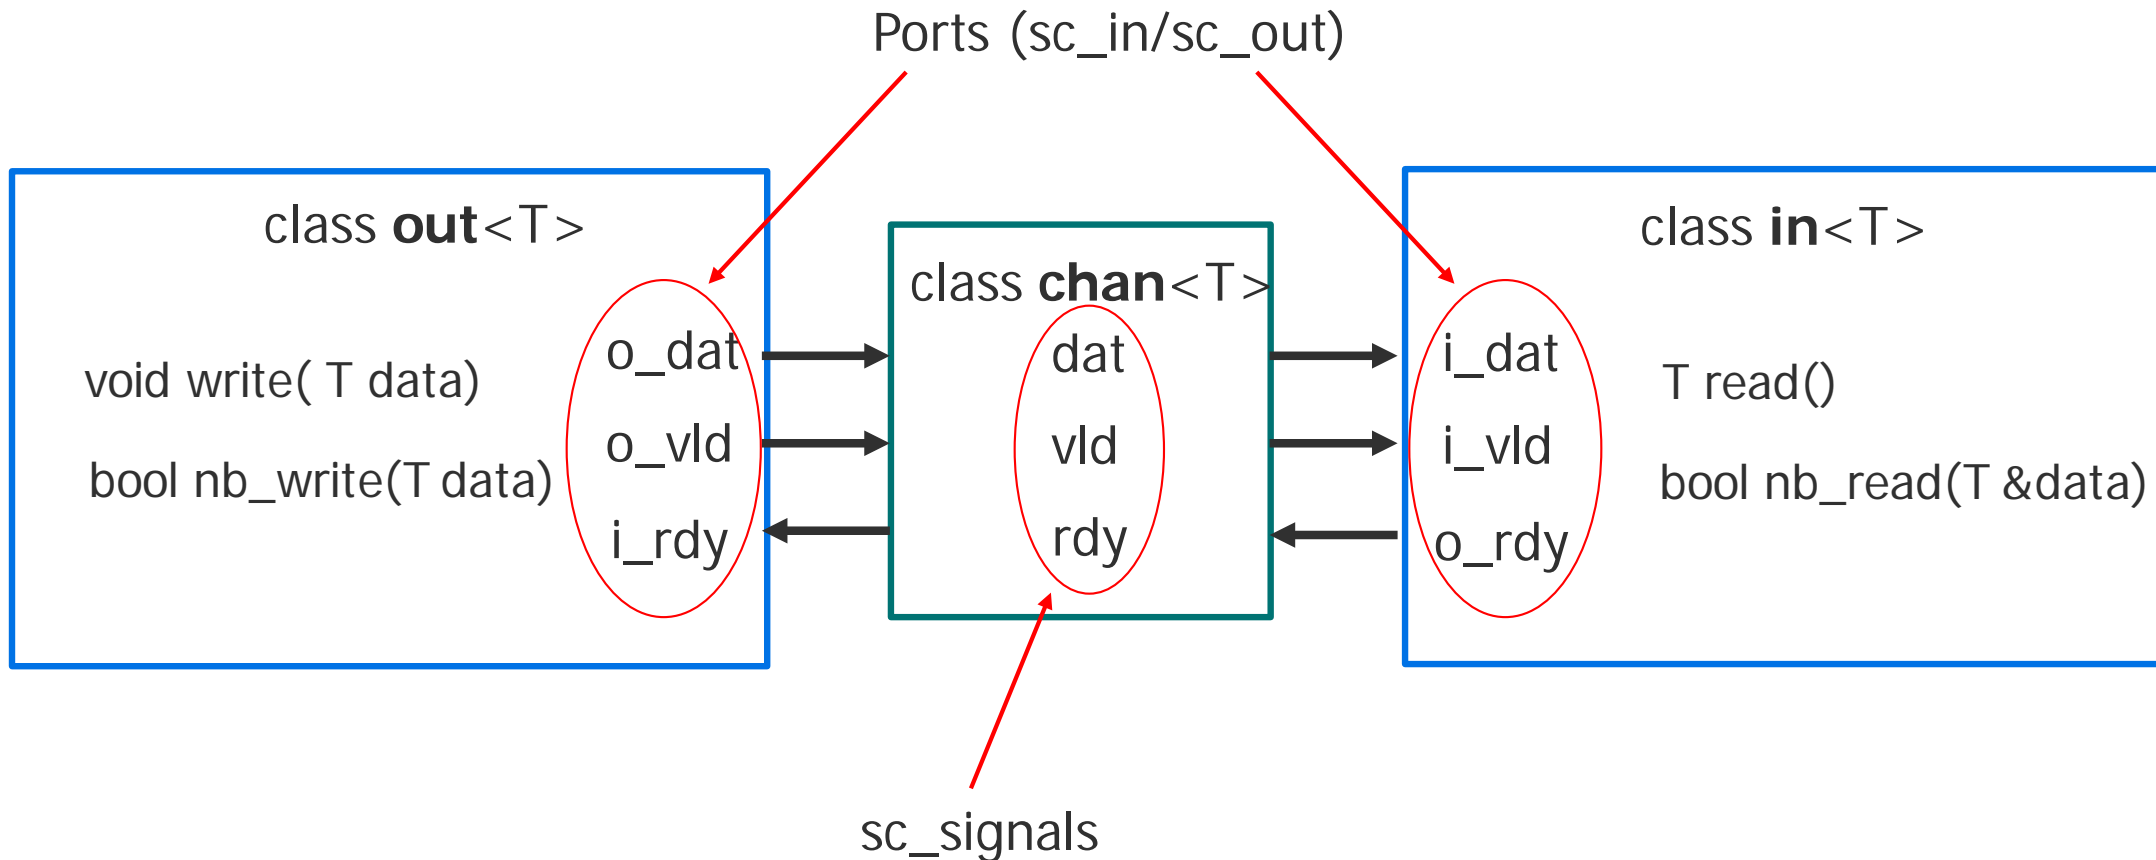 Ports (sc_in/sc_out)
class out<T>
void write( T data)
bool nb_write(T data)
o_dat
o_vld
i_rdy
class chan<T>
dat
vld
rdy
class in<T>
i_dat
i_vld
o_rdy
T read()
bool nb_read(T &data)
sc_signals